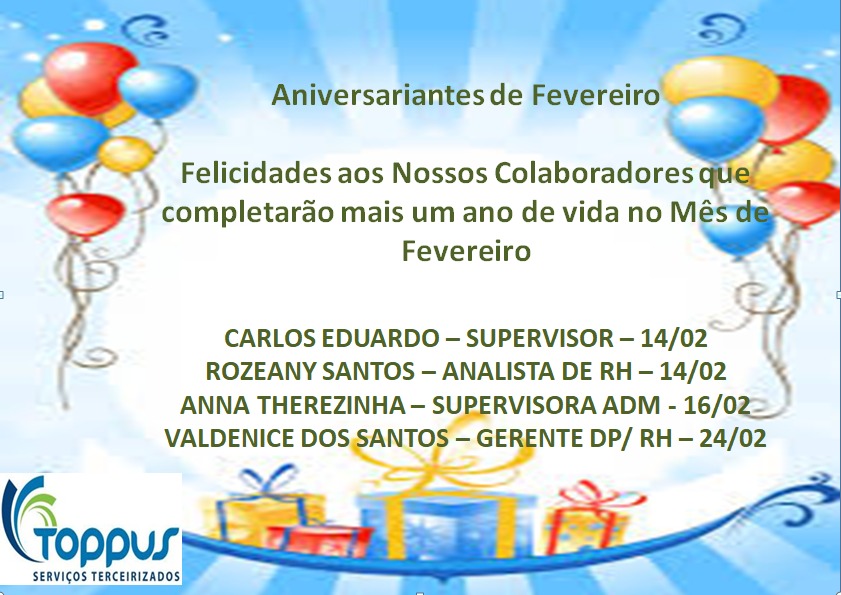 Aniversariantes de Fevereiro
Felicidades aos Nossos Colaboradores que
completarão mais um ano de vida no Mês de
Fevereiro
CARLOS EDUARDO – SUPERVISOR – 14/02
ROZEANY SANTOS – ANALISTA DE RH – 14/02
ANNA THEREZINHA – SUPERVISORA ADM - 16/02
VALDENICE DOS SANTOS – GERENTE DP/ RH – 24/02
TOPPUS
SERVIÇOS TERCEIRIZADOS